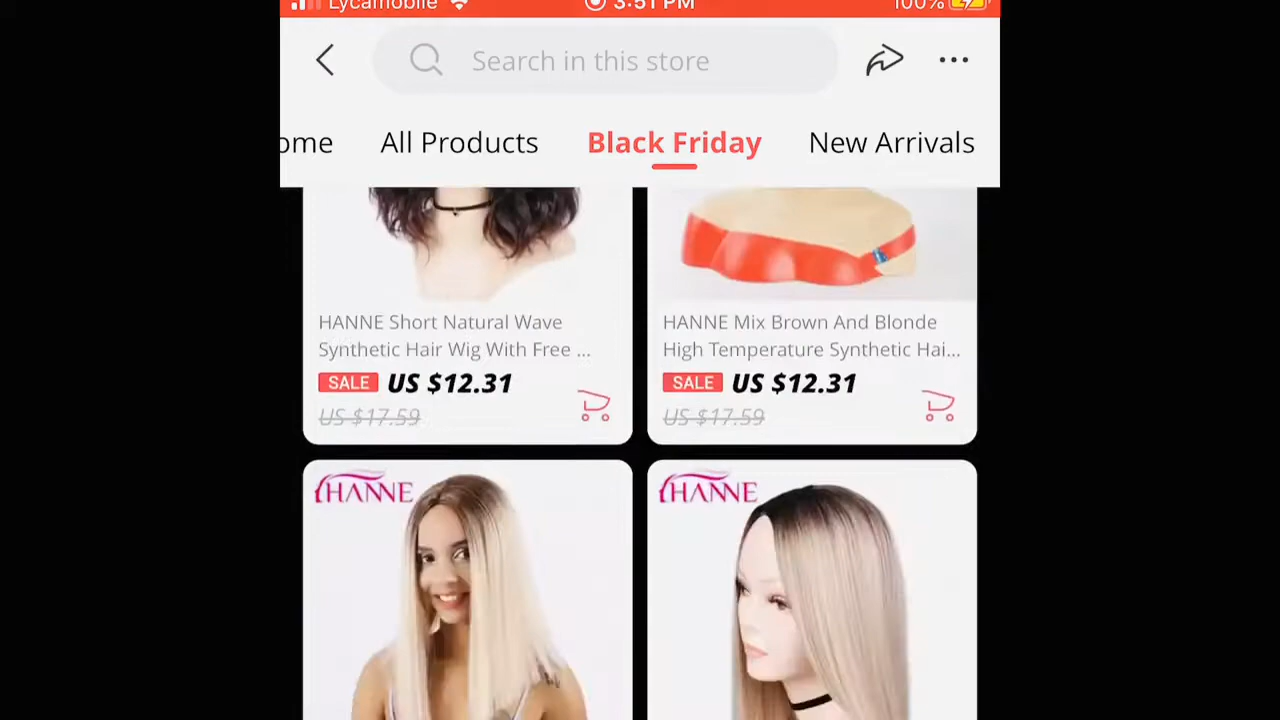 Lycamobile 3:51 PM 100%
Search in this store
ome All Products Black Friday New Arrivals
HANNE Short Natural Wave
Synthetic Hair Wig With Free ...
SALE US $12.31
US $17.59
HANNE Mix Brown And Blonde
High Temperature Synthetic Hai...
SALE US $12.31
US $17.59
HANNE
HANNE